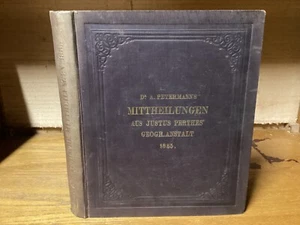 Dr A. PETERMANN'S
MITTHEILUNGEN
AUS JUSTUS PERTHES'
GEOGR. ANSTALT
1865.